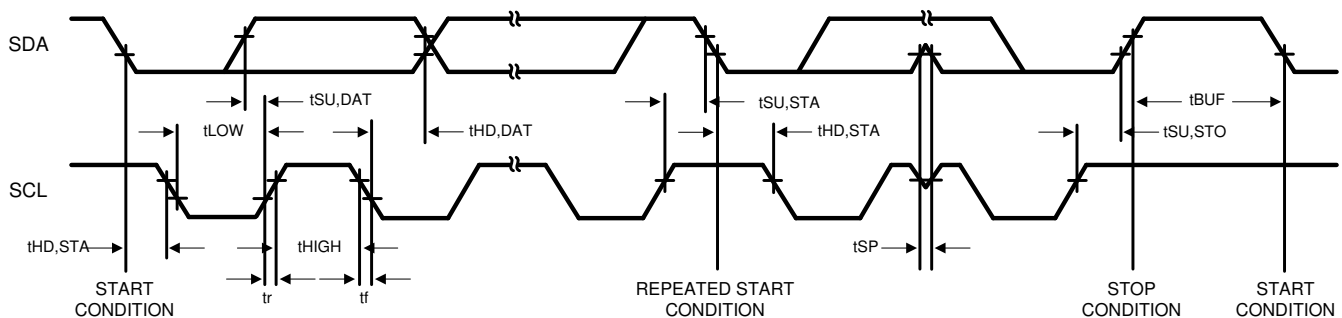 SDA
tSU,DAT
tSU,STA
tBUF
tLOW
tHD,DAT
tHD,STA
tSU,STO
SCL
tHD,STA
tHIGH
tSP
tr
tf
START
CONDITION
REPEATED START
CONDITION
STOP
CONDITION
START
CONDITION